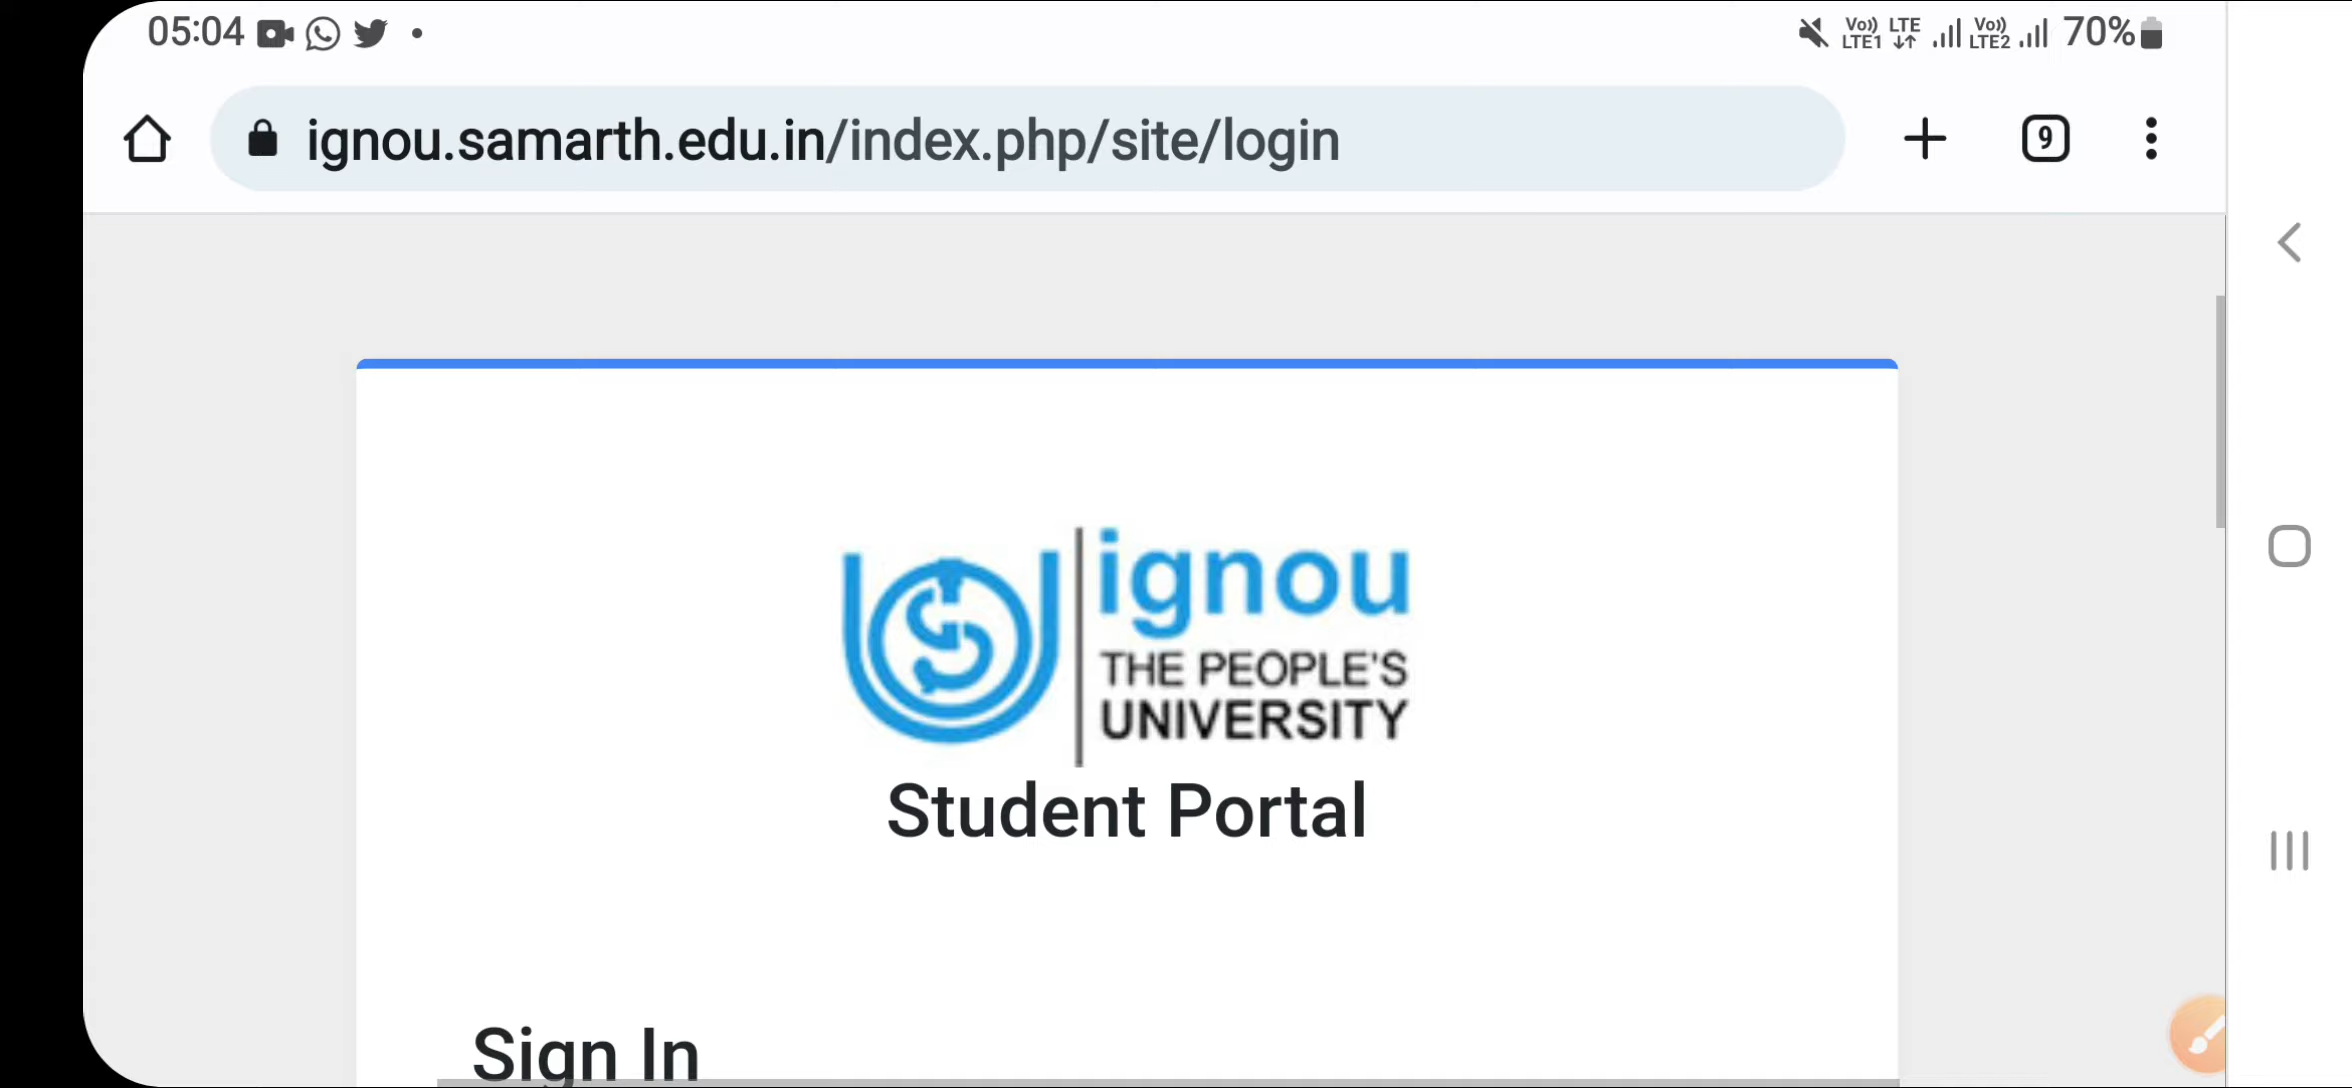 05:04
Vo)) LTE Vo)) 70%
LTE1 LTE2
ignou.samarth.edu.in/index.php/site/login
9
ignou
THE PEOPLE'S
UNIVERSITY
Student Portal
Sign In